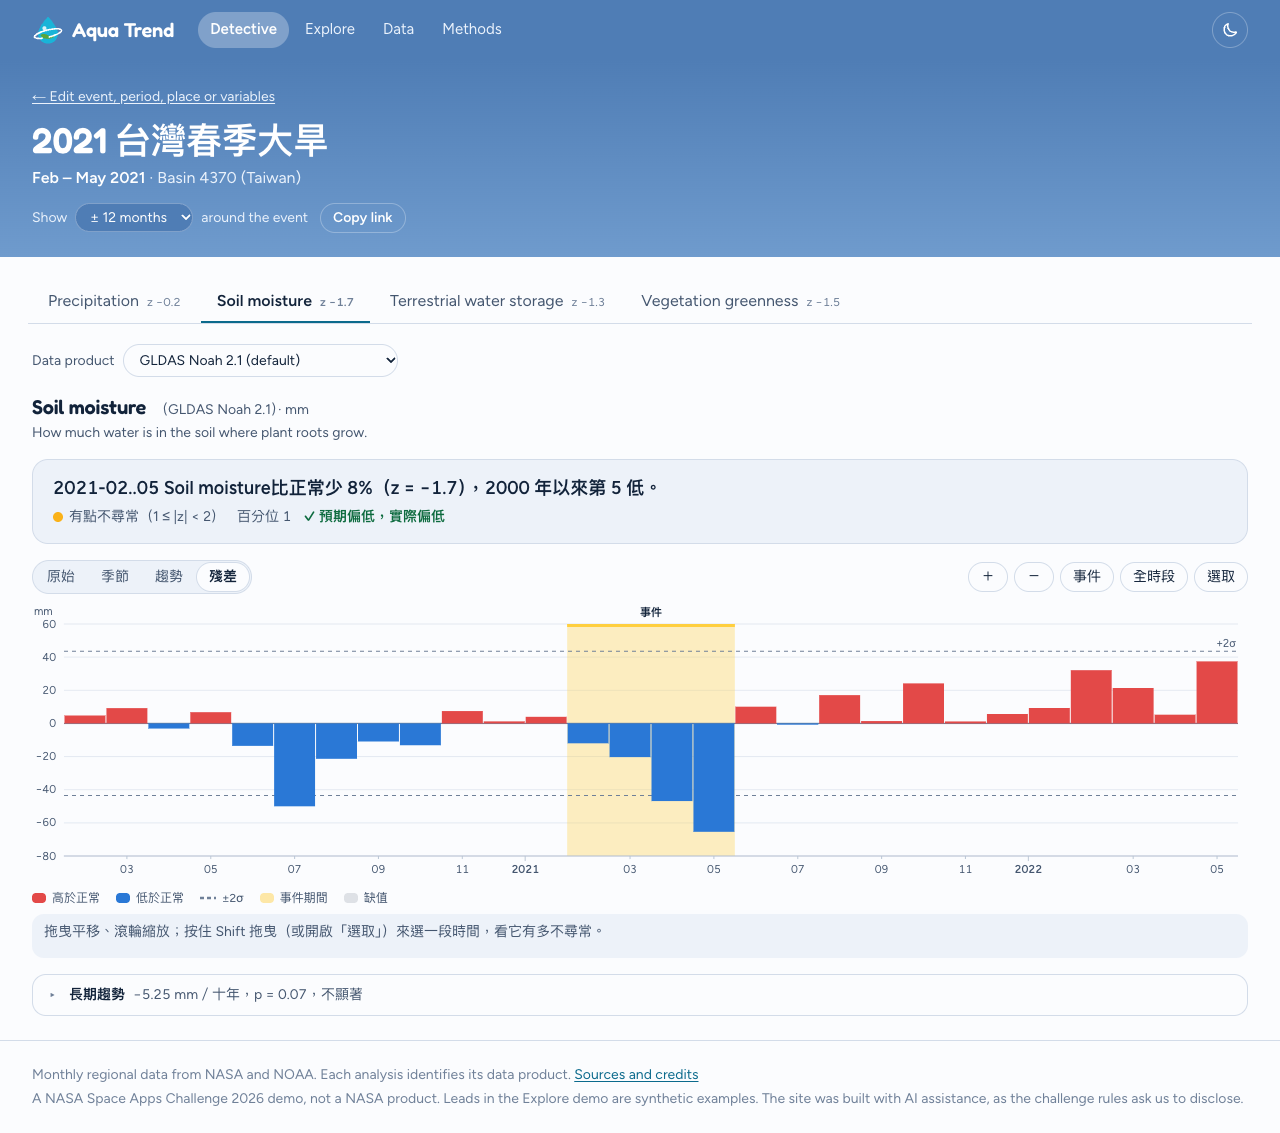 Aqua Trend
Detective Explore Data Methods
← Edit event, period, place or variables
2021 台灣春季大旱
Feb – May 2021 · Basin 4370 (Taiwan)
Show ± 12 months around the event Copy link
Precipitation z −0.2 Soil moisture z −1.7 Terrestrial water storage z −1.3 Vegetation greenness z −1.5
Data product GLDAS Noah 2.1 (default)
Soil moisture (GLDAS Noah 2.1) · mm
How much water is in the soil where plant roots grow.
2021-02..05 Soil moisture比正常少 8%（z = −1.7），2000 年以來第 5 低。
有點不尋常（1 ≤ |z| < 2） 百分位 1 ✓ 預期偏低，實際偏低
原始 季節 趨勢 殘差 + − 事件 全時段 選取
mm 事件
60
+2σ
40
20
0
−20
−40
−60
−80
03 05 07 09 11 2021 03 05 07 09 11 2022 03 05
高於正常 低於正常 ±2σ 事件期間 缺值
拖曳平移、滾輪縮放；按住 Shift 拖曳（或開啟「選取」）來選一段時間，看它有多不尋常。
▸ 長期趨勢 −5.25 mm / 十年，p = 0.07，不顯著
Monthly regional data from NASA and NOAA. Each analysis identifies its data product. Sources and credits
A NASA Space Apps Challenge 2026 demo, not a NASA product. Leads in the Explore demo are synthetic examples. The site was built with AI assistance, as the challenge rules ask us to disclose.